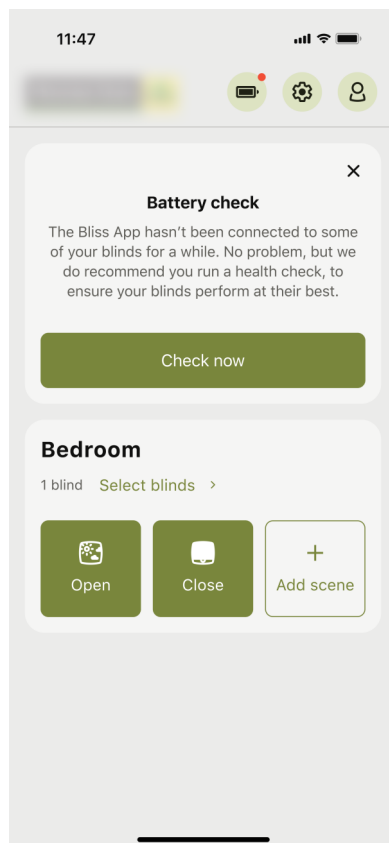 11:47
Battery check
The Bliss App hasn't been connected to some
of your blinds for a while. No problem, but we
do recommend you run a health check, to
ensure your blinds perform at their best.
Check now
Bedroom
1 blind Select blinds
Open Close Add scene